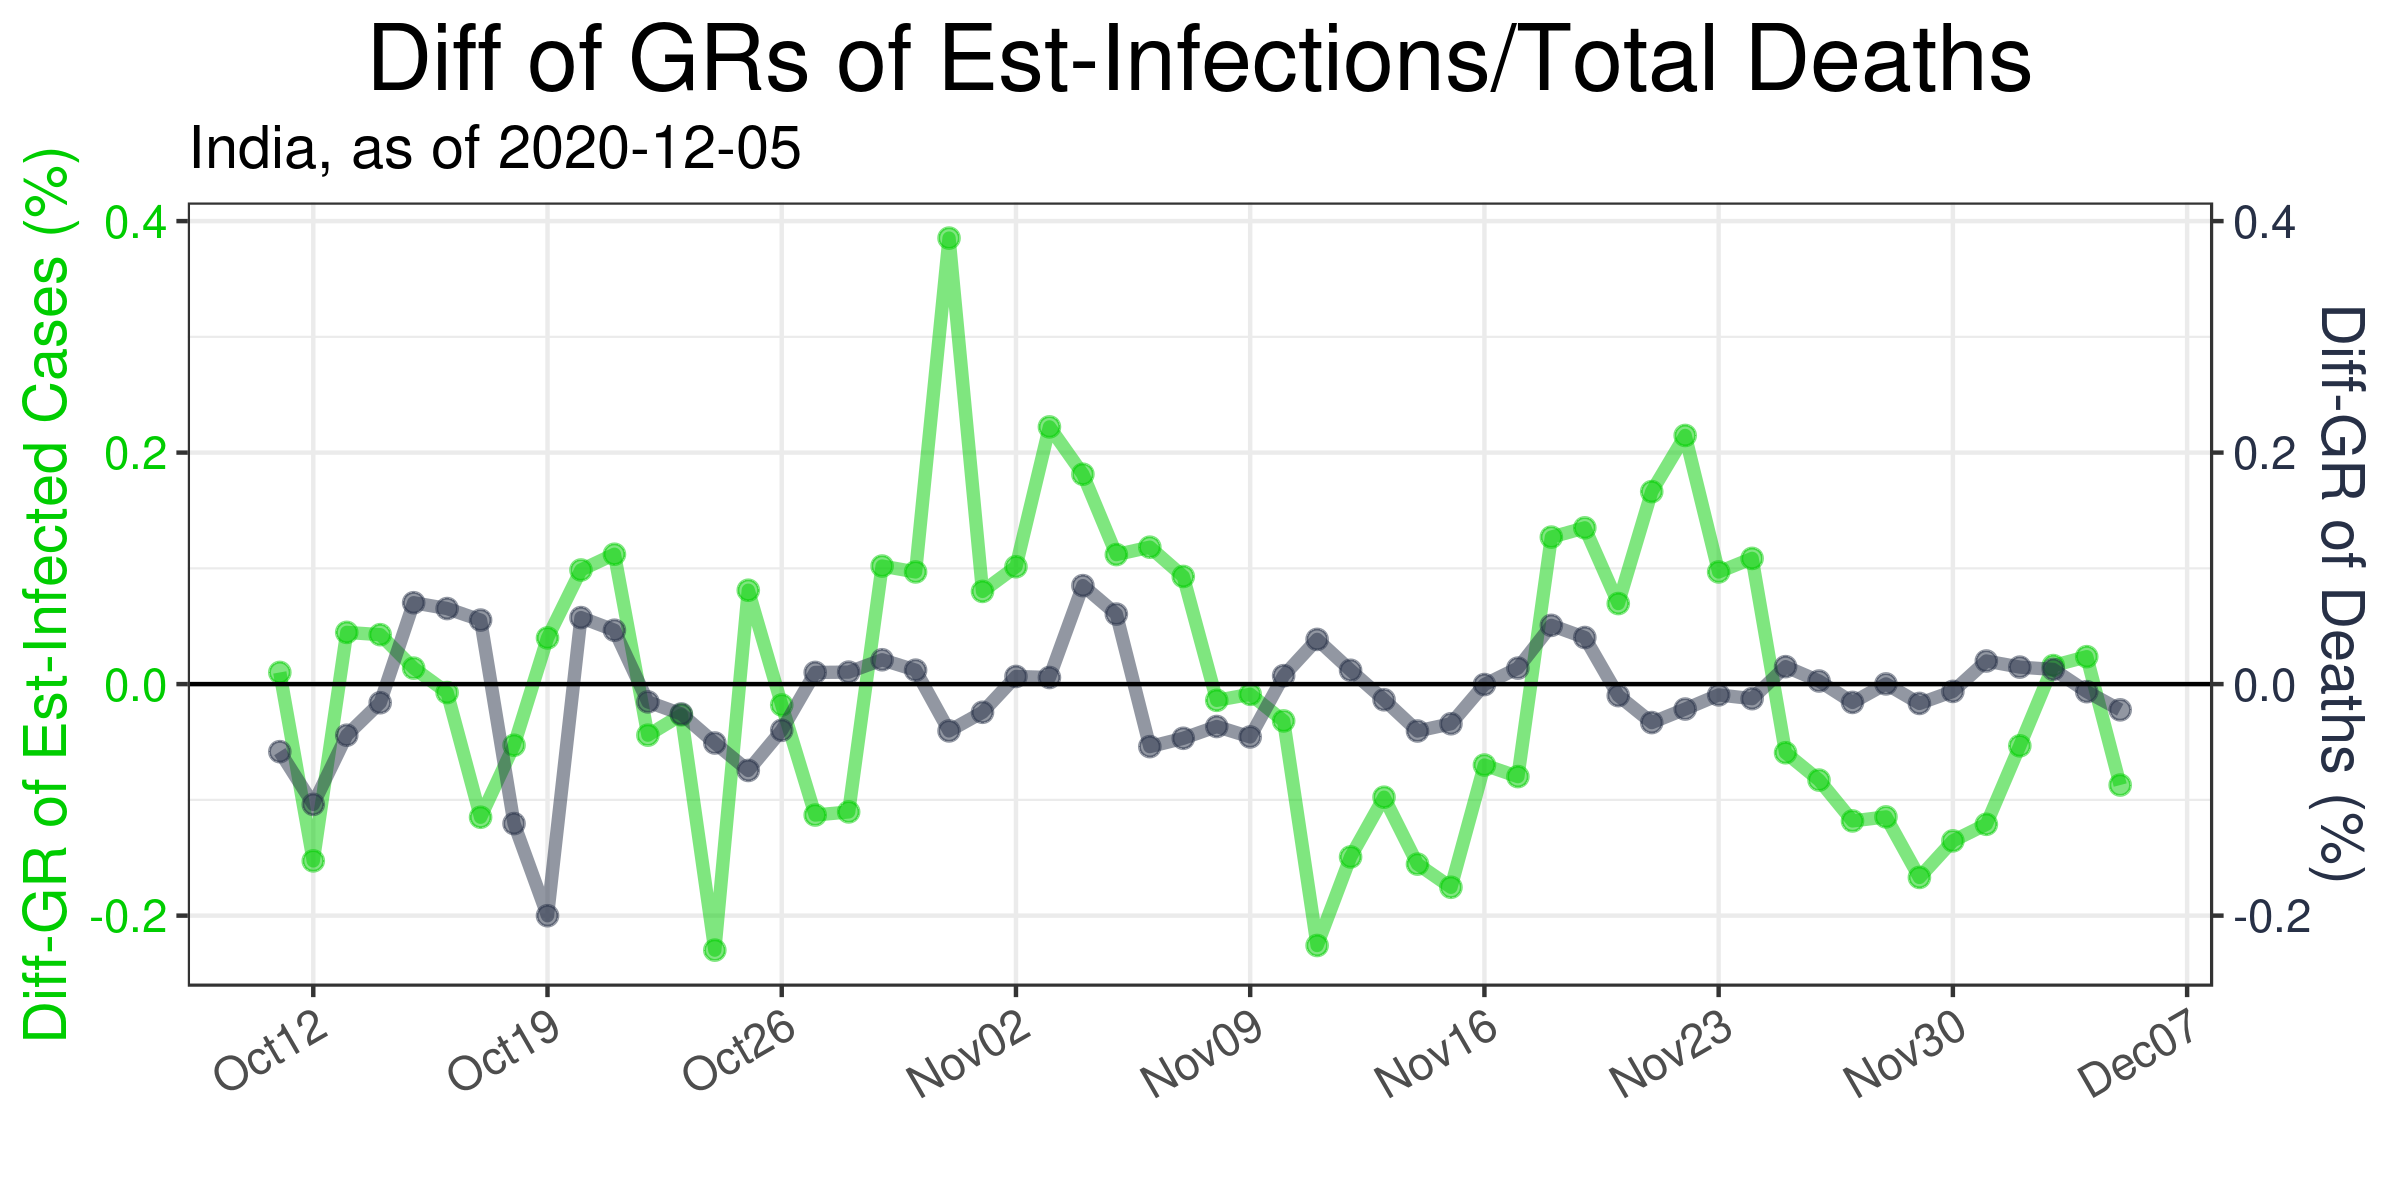 Diff of GRs of Est-Infections/Total Deaths
India, as of 2020-12-05
Diff-GR of Est-Infected Cases (%)
0.4
0.2
0.0
-0.2
0.4
0.2
0.0
-0.2
Diff-GR of Deaths (%)
Oct12
Oct19
Oct26
Nov02
Nov09
Nov16
Nov23
Nov30
Dec07